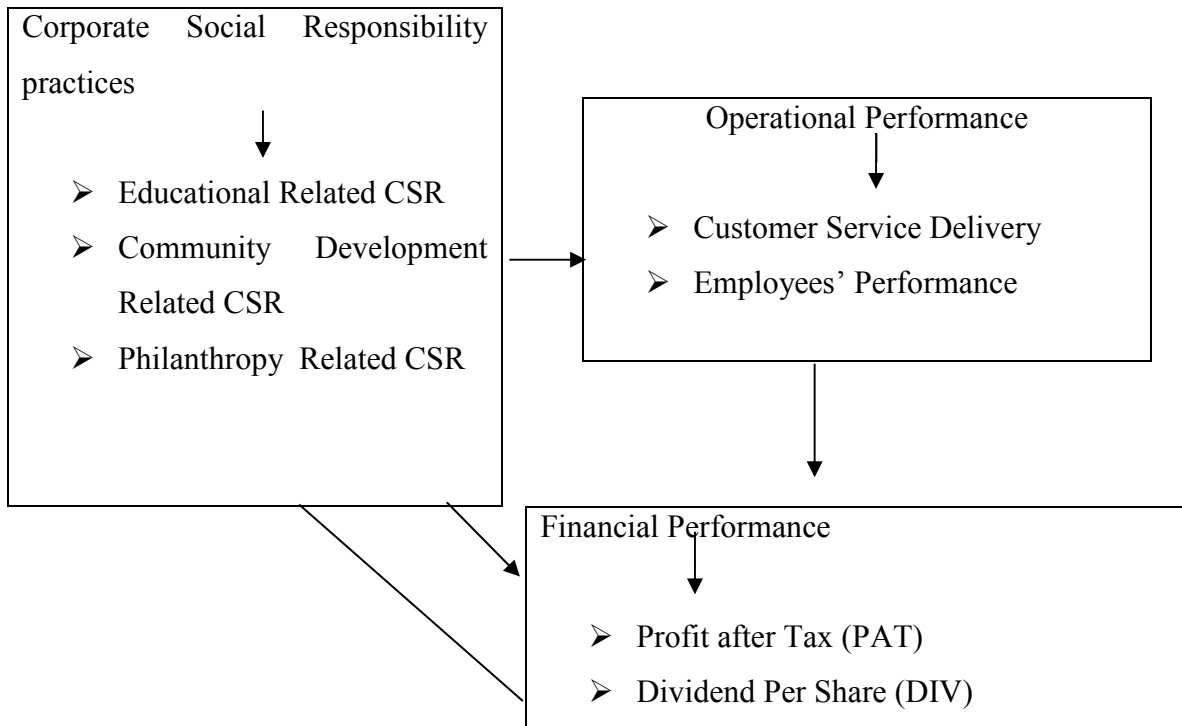 Corporate Social Responsibility
practices
➢ Educational Related CSR
➢ Community Development
Related CSR
➢ Philanthropy Related CSR
Operational Performance
➢ Customer Service Delivery
➢ Employees’ Performance
Financial Performance
➢ Profit after Tax (PAT)
➢ Dividend Per Share (DIV)